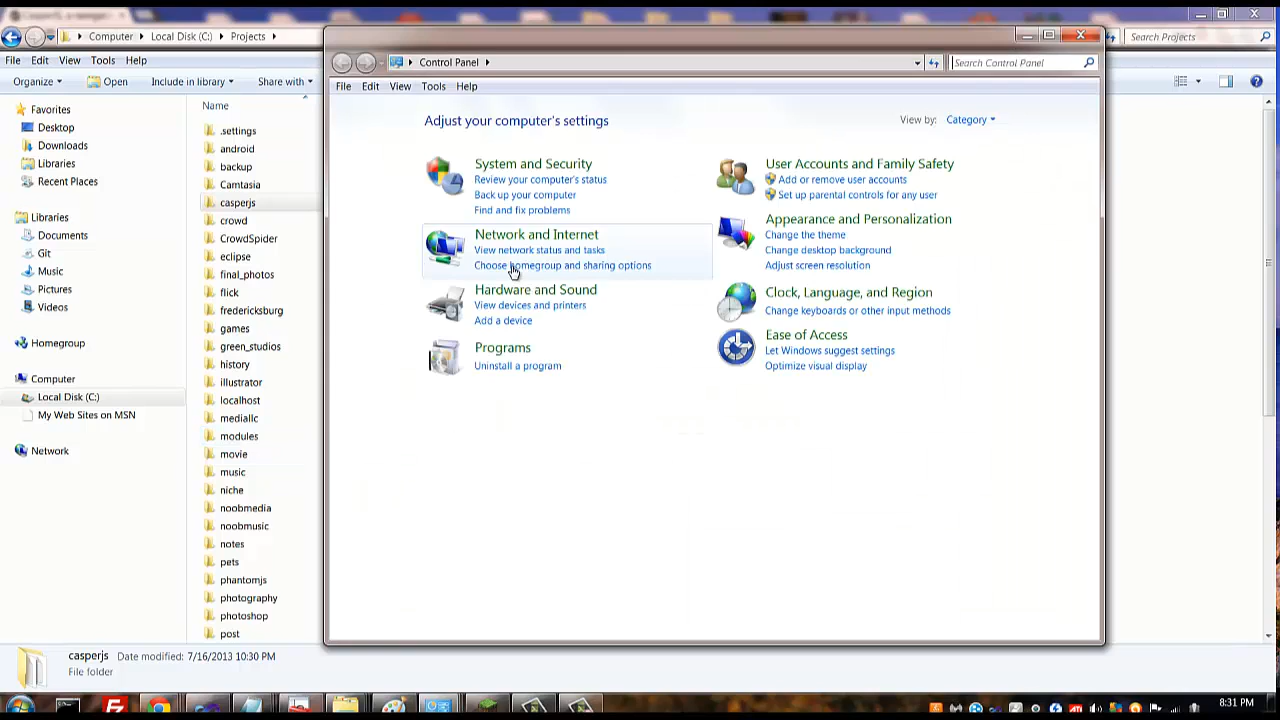 Computer Local Disk (C:) Projects
Search Projects
File Edit View Tools Help
Organize Open Include in library Share with
Favorites
Desktop
Downloads
Libraries
Recent Places
Libraries
Documents
Git
Music
Pictures
Videos
Homegroup
Computer
Local Disk (C:)
My Web Sites on MSN
Network
Name
.settings
android
backup
Camtasia
casperjs
crowd
CrowdSpider
eclipse
final_photos
flick
fredericksburg
games
green_studios
history
illustrator
localhost
mediallc
modules
movie
music
niche
noobmedia
noobmusic
notes
pets
phantomjs
photography
photoshop
post
Control Panel
Search Control Panel
File Edit View Tools Help
Adjust your computer's settings
View by: Category
System and Security
Review your computer's status
Back up your computer
Find and fix problems
Network and Internet
View network status and tasks
Choose homegroup and sharing options
Hardware and Sound
View devices and printers
Add a device
Programs
Uninstall a program
User Accounts and Family Safety
Add or remove user accounts
Set up parental controls for any user
Appearance and Personalization
Change the theme
Change desktop background
Adjust screen resolution
Clock, Language, and Region
Change keyboards or other input methods
Ease of Access
Let Windows suggest settings
Optimize visual display
casperjs Date modified: 7/16/2013 10:30 PM
File folder
8:31 PM